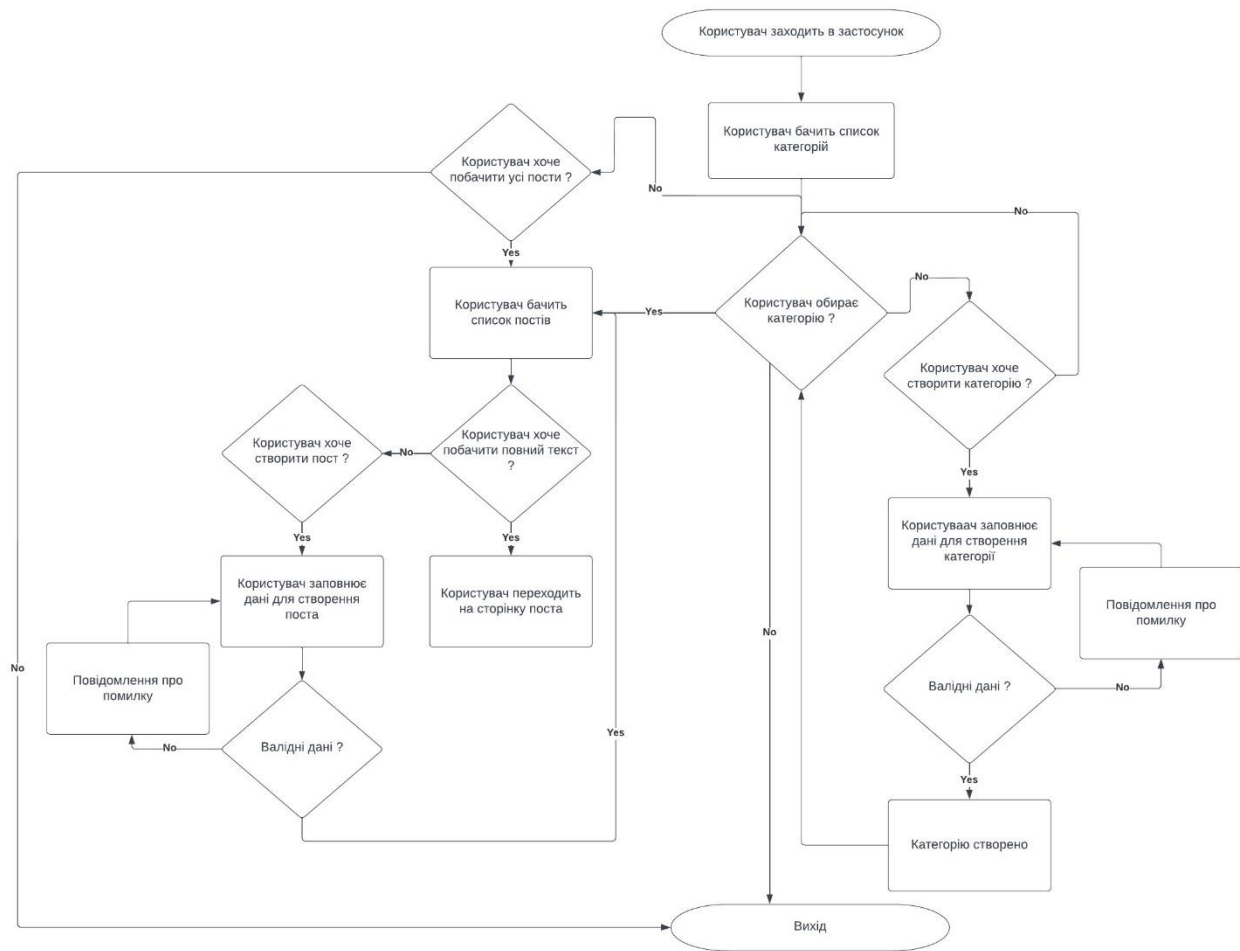 Користувач заходить в застосунок
Користувач бачить список
категорій
Користувач хоче
побачити усі пости ?
No
No
Yes
Користувач бачить
список постів
Yes
Користувач обирає
категорію ?
No
Користувач хоче
створити категорію ?
Користувач хоче
створити пост ?
No
Користувач хоче
побачити повний текст
?
Yes
Yes
Yes
Користувач заповнює
дані для створення
поста
Користувач переходить
на сторінку поста
Користуваач заповнює
дані для створення
категорії
Повідомлення про
помилку
No
No
Повідомлення про
помилку
Валідні дані ?
No
No
Валідні дані ?
Yes
Yes
Категорію створено
Вихід